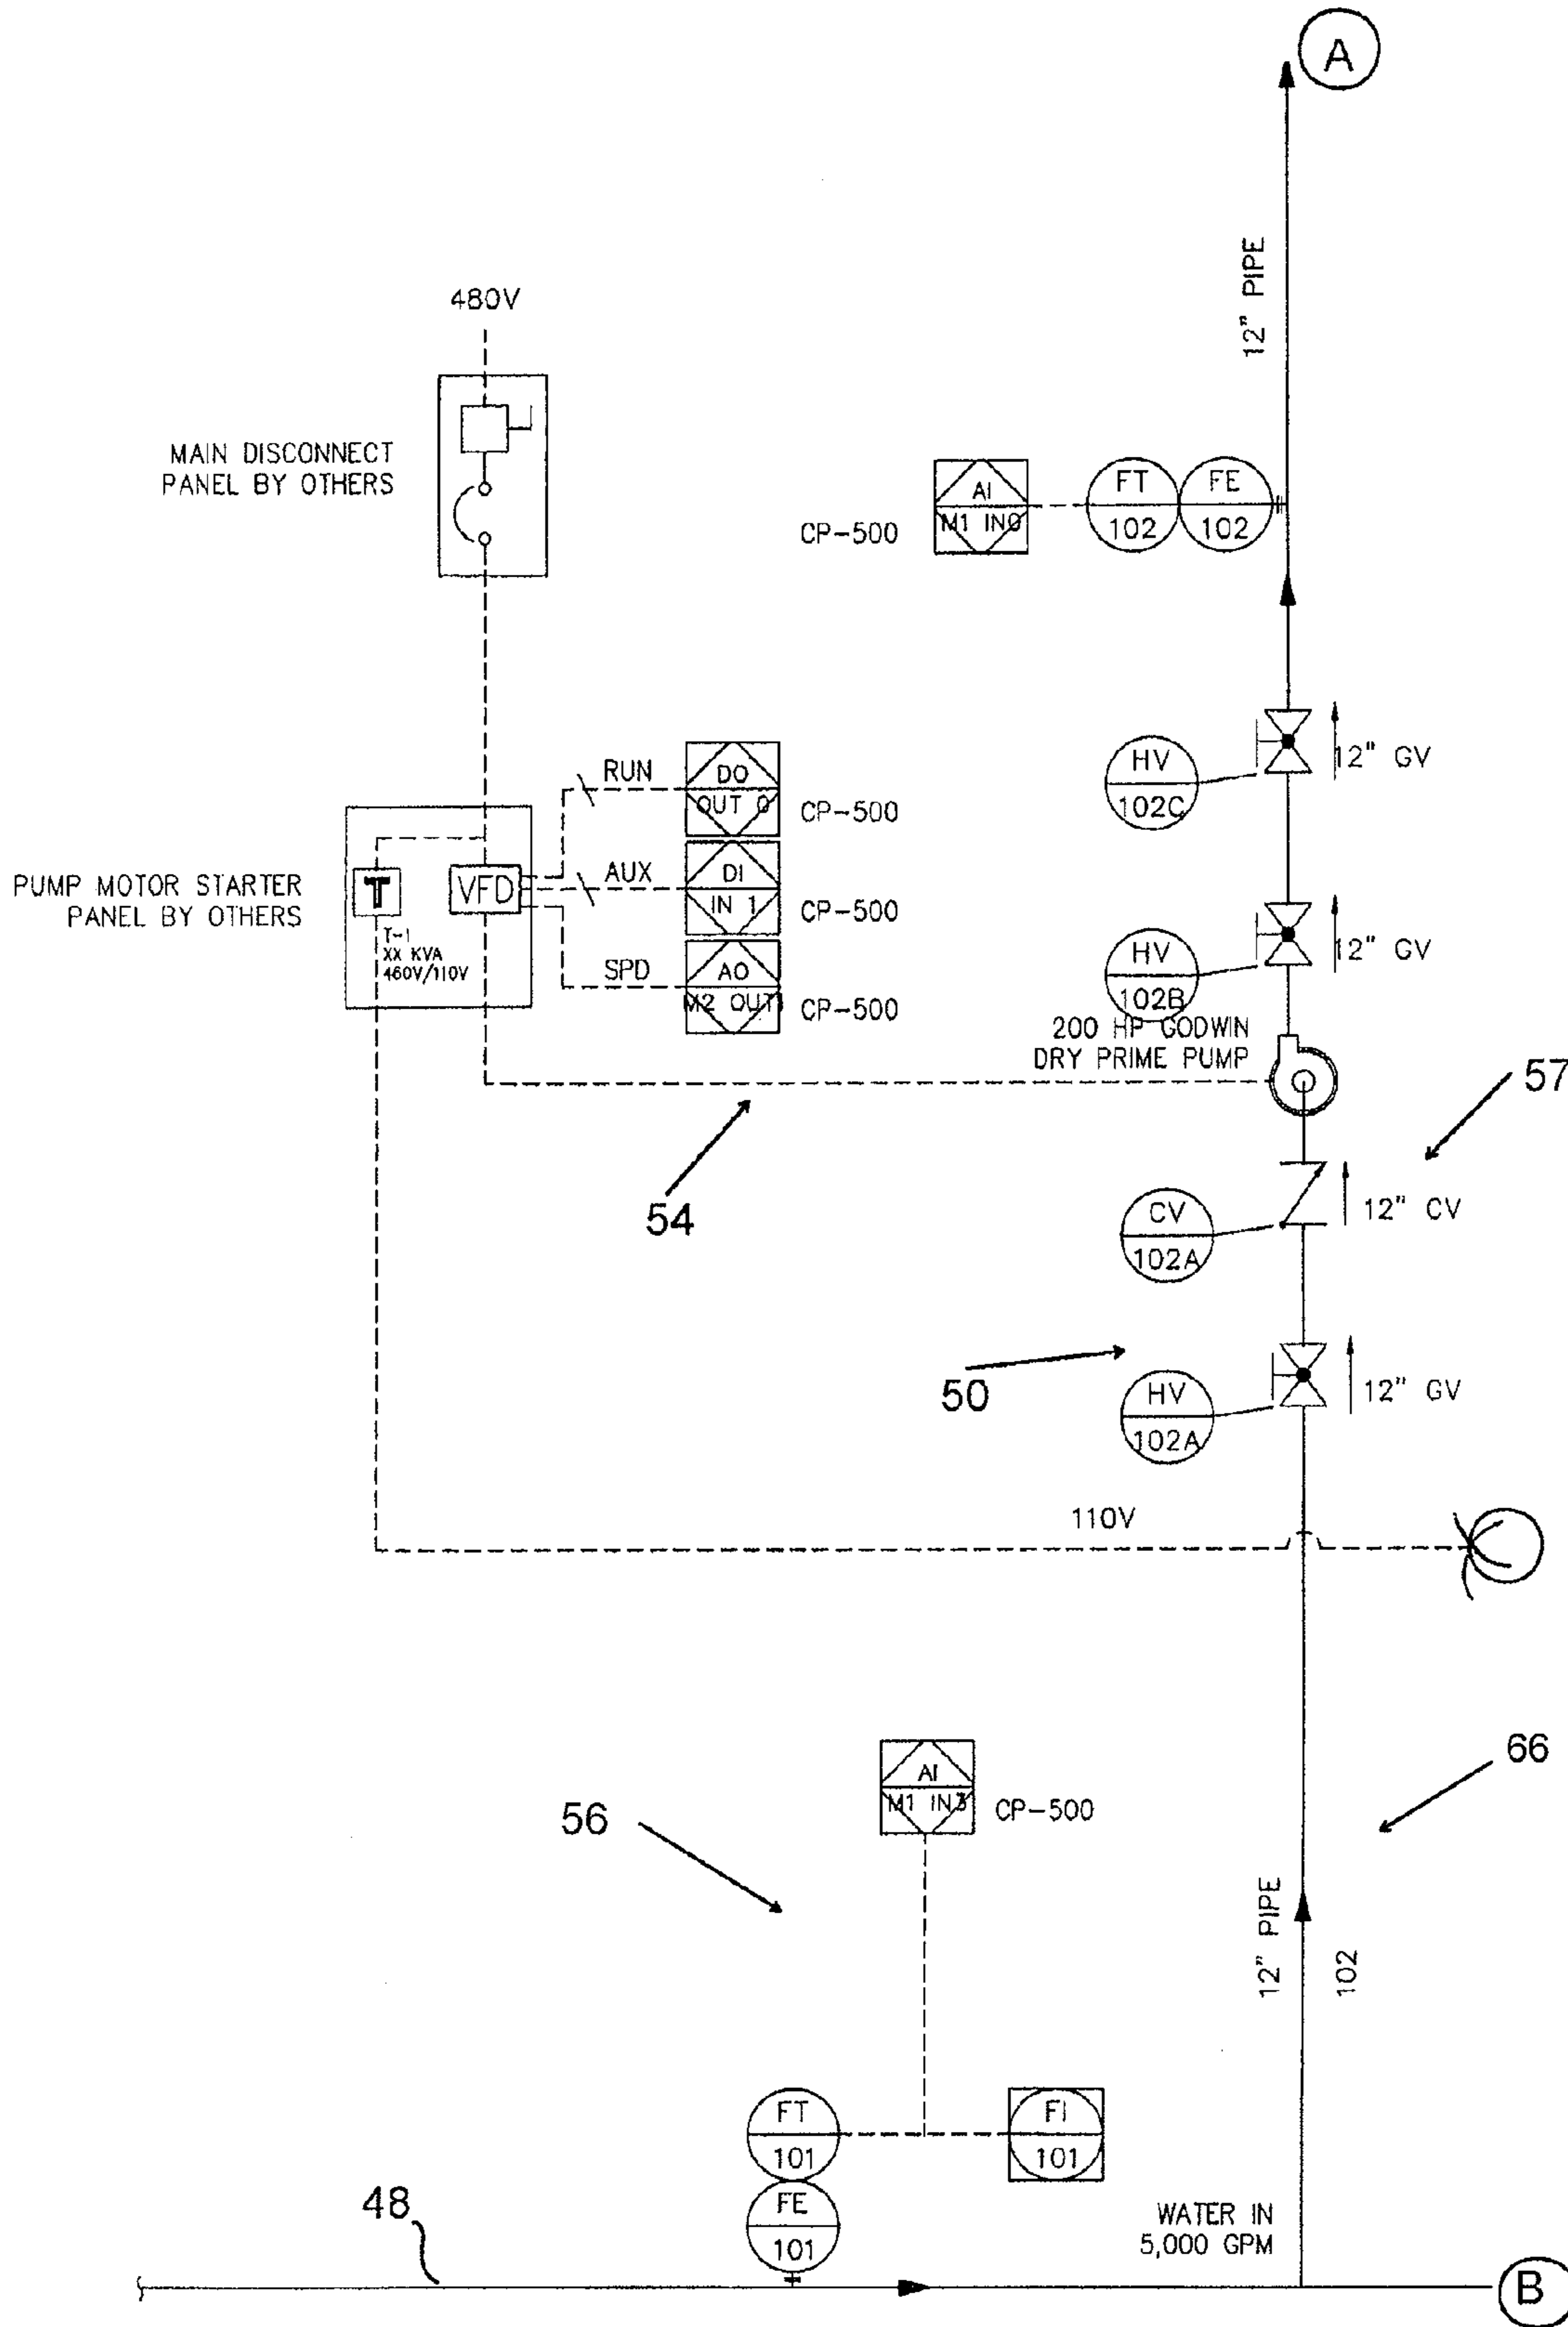 A
12" PIPE
480V
MAIN DISCONNECT
PANEL BY OTHERS
CP-500
AI
M1 IN0
FT
102
FE
102
HV
102C
12" GV
RUN
DO
OUT 0
CP-500
PUMP MOTOR STARTER
PANEL BY OTHERS
T
VFD
T-1
XX KVA
460V/110V
AUX
DI
IN 1
CP-500
SPD
AO
M2 OUT1
CP-500
HV
102B
12" GV
200 HP GODWIN
DRY PRIME PUMP
57
54
CV
102A
12" CV
50
HV
102A
12" GV
110V
66
56
AI
M1 IN3
CP-500
12" PIPE
102
FT
101
FI
101
FE
101
48
WATER IN
5,000 GPM
B